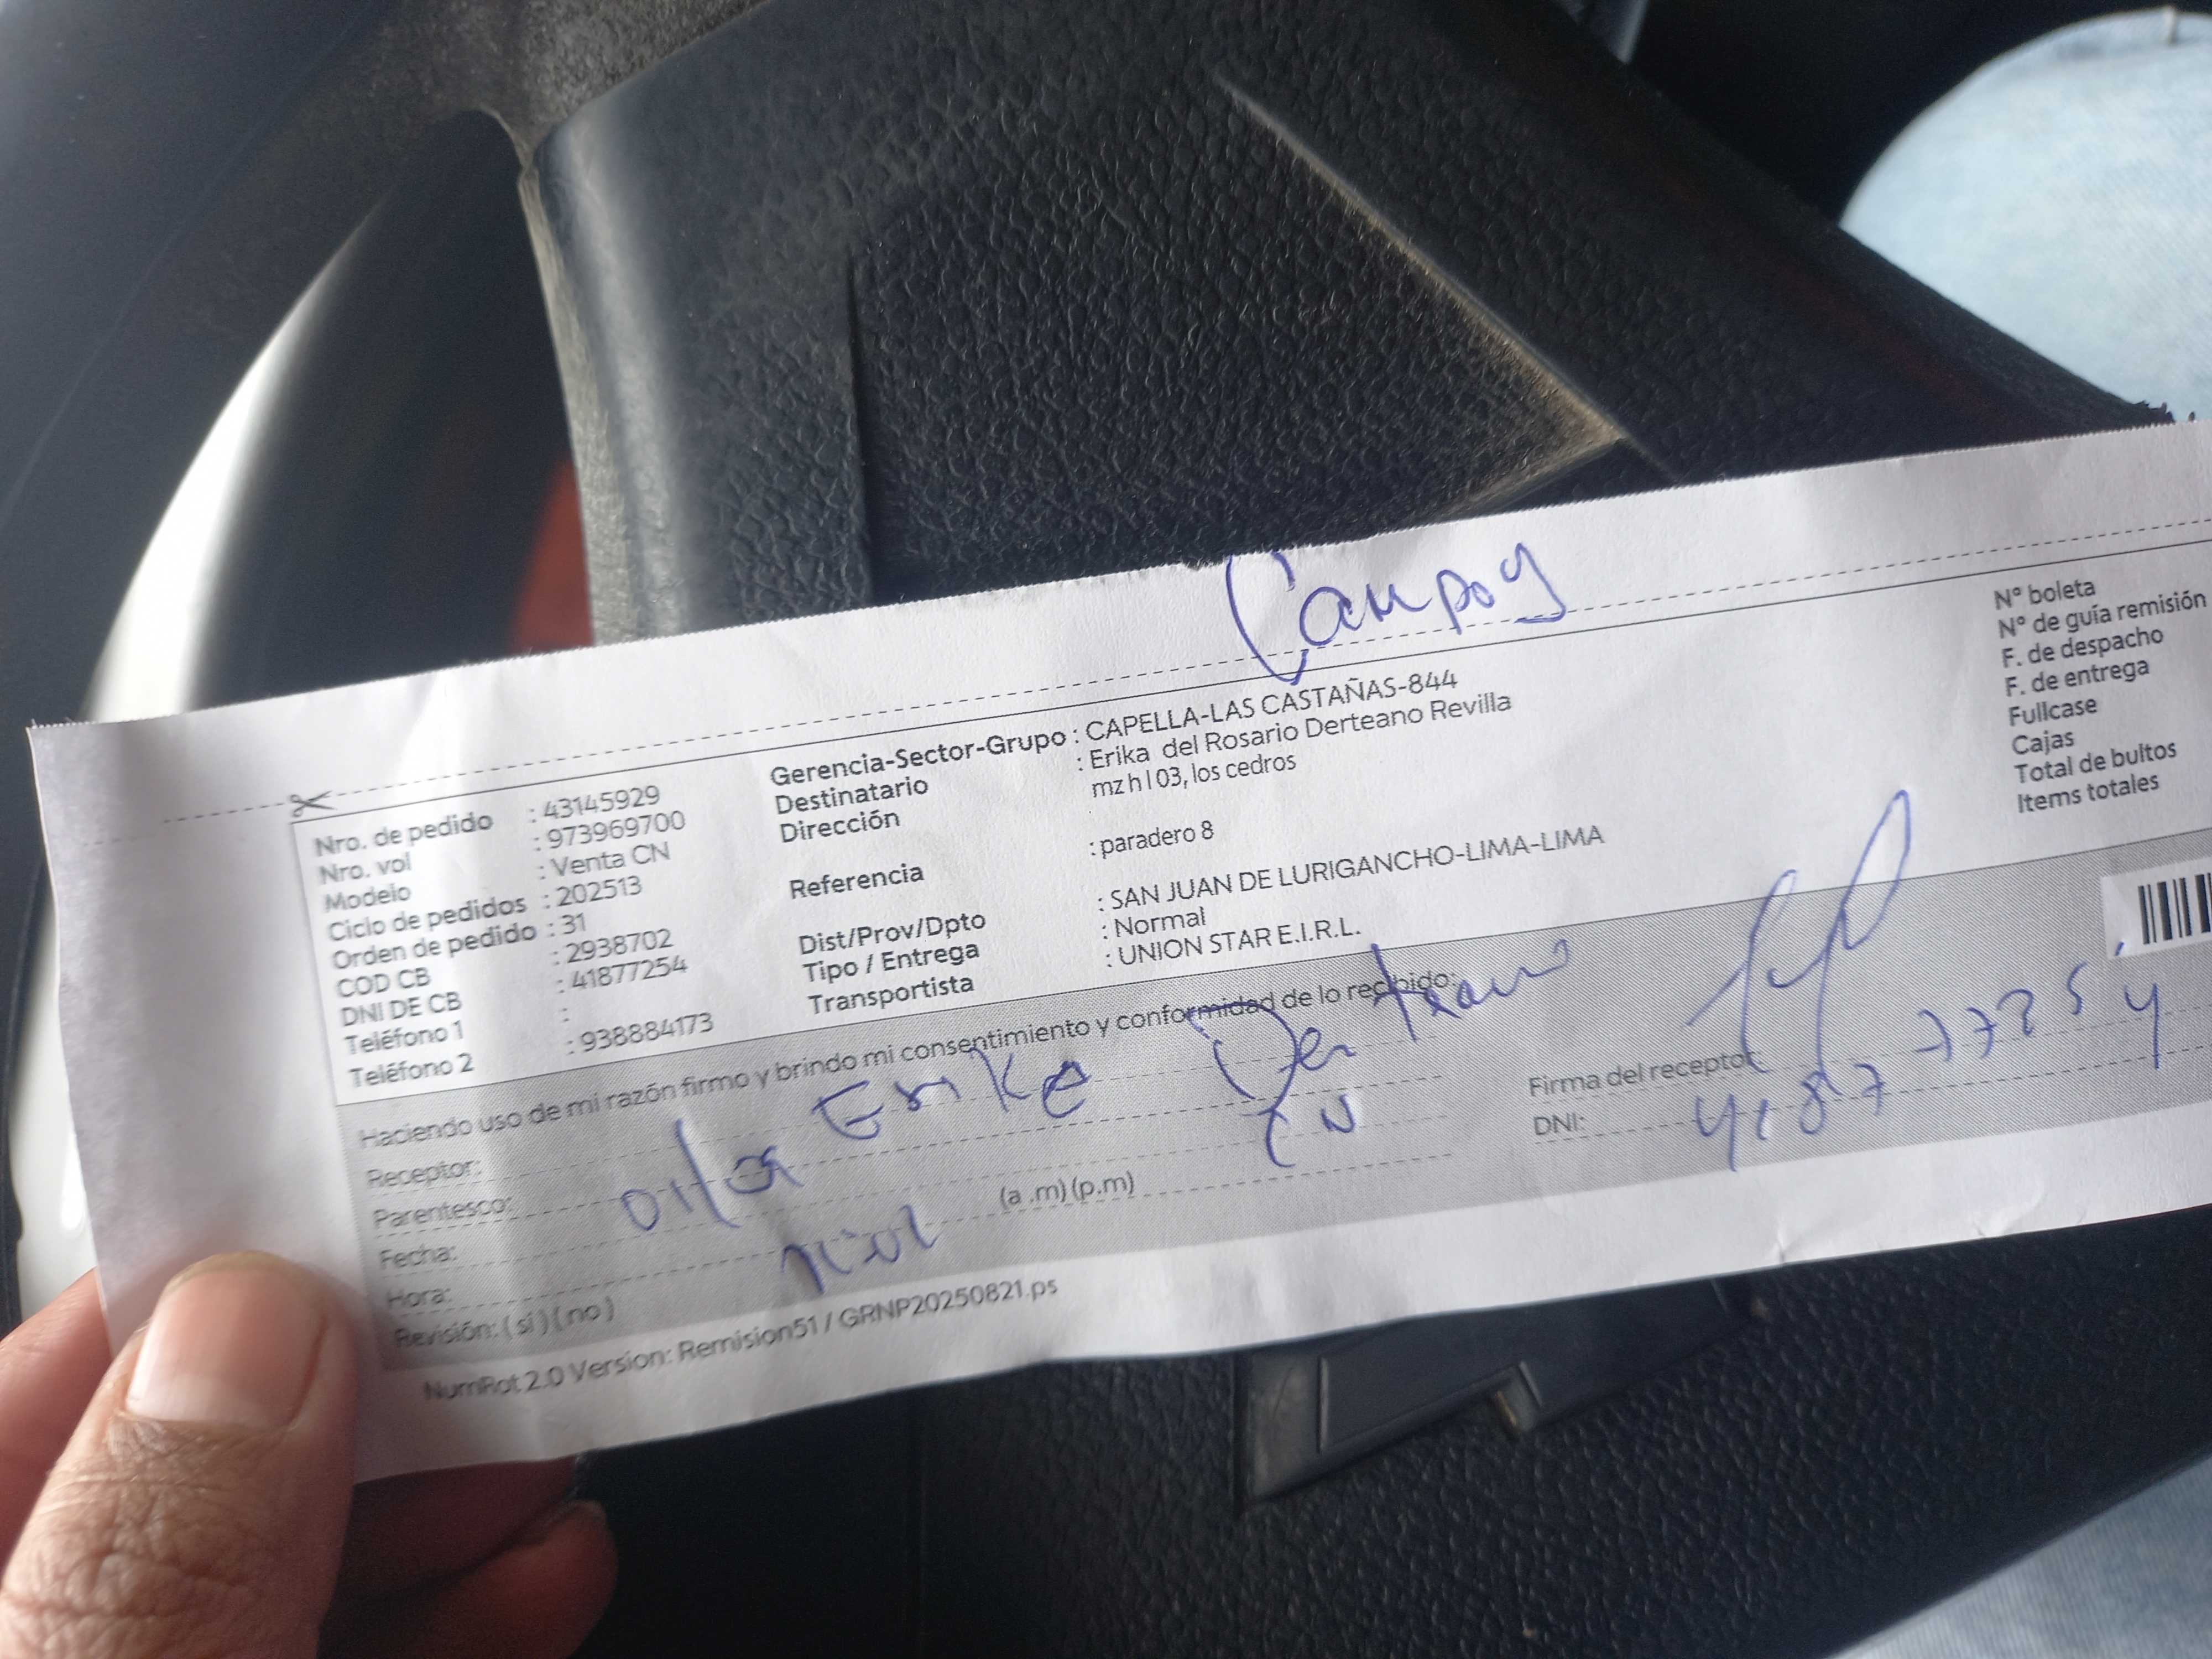 Campoy
Nro. de pedido : 43145929
Nro. vol : 973969700
Modelo : Venta CN
Ciclo de pedidos : 202513
Orden de pedido : 31
COD CB : 2938702
DNI DE CB : 41877254
Teléfono 1 :
Teléfono 2 : 938884173
Gerencia-Sector-Grupo : CAPELLA-LAS CASTAÑAS-844
Destinatario : Erika del Rosario Derteano Revilla
Dirección mz h l 03, los cedros
Referencia : paradero 8
Dist/Prov/Dpto : SAN JUAN DE LURIGANCHO-LIMA-LIMA
Tipo / Entrega : Normal
Transportista : UNION STAR E.I.R.L.
N° boleta
N° de guía remisión
F. de despacho
F. de entrega
Fullcase
Cajas
Total de bultos
Items totales
Haciendo uso de mi razón firmo y brindo mi consentimiento y conformidad de lo recibido:
Receptor: Erika Derteano
Parentesco:
Fecha:
Hora: (a .m) (p.m)
Revisión: ( si ) ( no )
Firma del receptor:
DNI:
NumRot 2.0 Version: Remision51 / GRNP20250821.ps